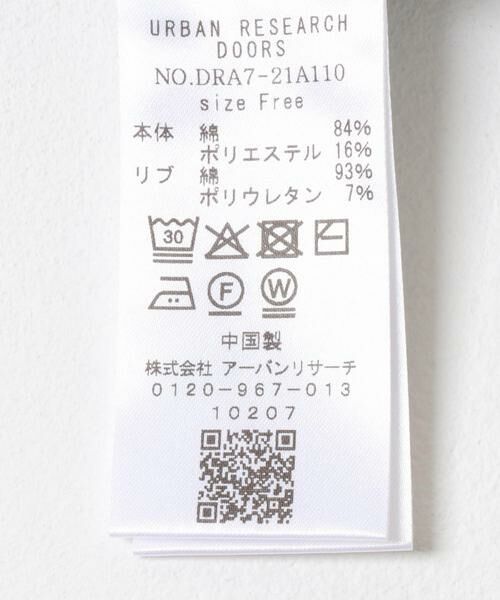 URBAN RESEARCH
DOORS
NO.DRA7-21A110
size Free
本体 綿 84%
ポリエステル 16%
リブ 綿 93%
ポリウレタン 7%
30
F W
中国製
株式会社 アーバンリサーチ
0120-967-013
10207